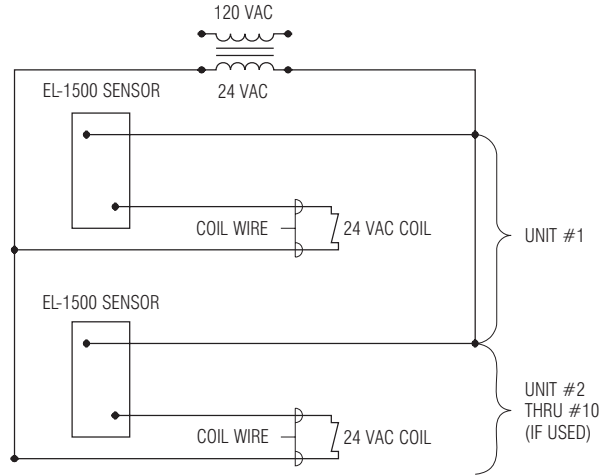 120 VAC
24 VAC
EL-1500 SENSOR
COIL WIRE
24 VAC COIL
UNIT #1
EL-1500 SENSOR
UNIT #2
THRU #10
(IF USED)
COIL WIRE
24 VAC COIL